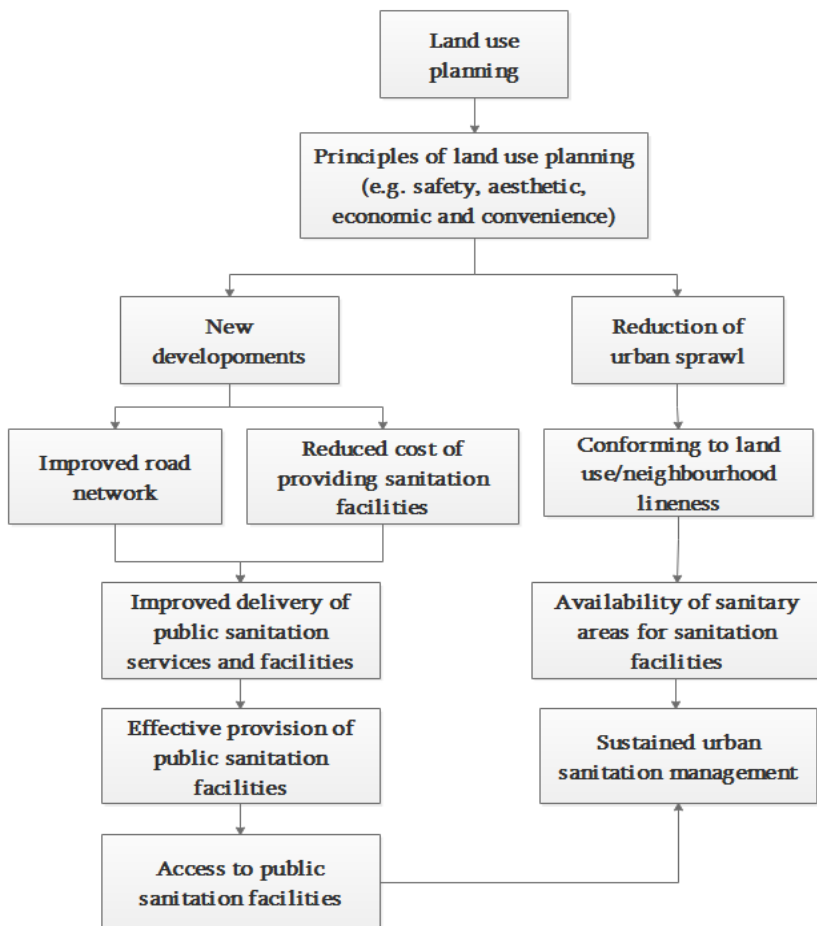 Land use
planning
Principles of land use planning
(e.g. safety, aesthetic,
economic and convenience)
New
developoments
Reduction of
urban sprawl
Improved road
network
Reduced cost of
providing sanitation
facilities
Conforming to land
use/neighbourhood
lineness
Improved delivery of
public sanitation
services and facilities
Availability of sanitary
areas for sanitation
facilities
Effective provision of
public sanitation
facilities
Sustained urban
sanitation management
Access to public
sanitation facilities